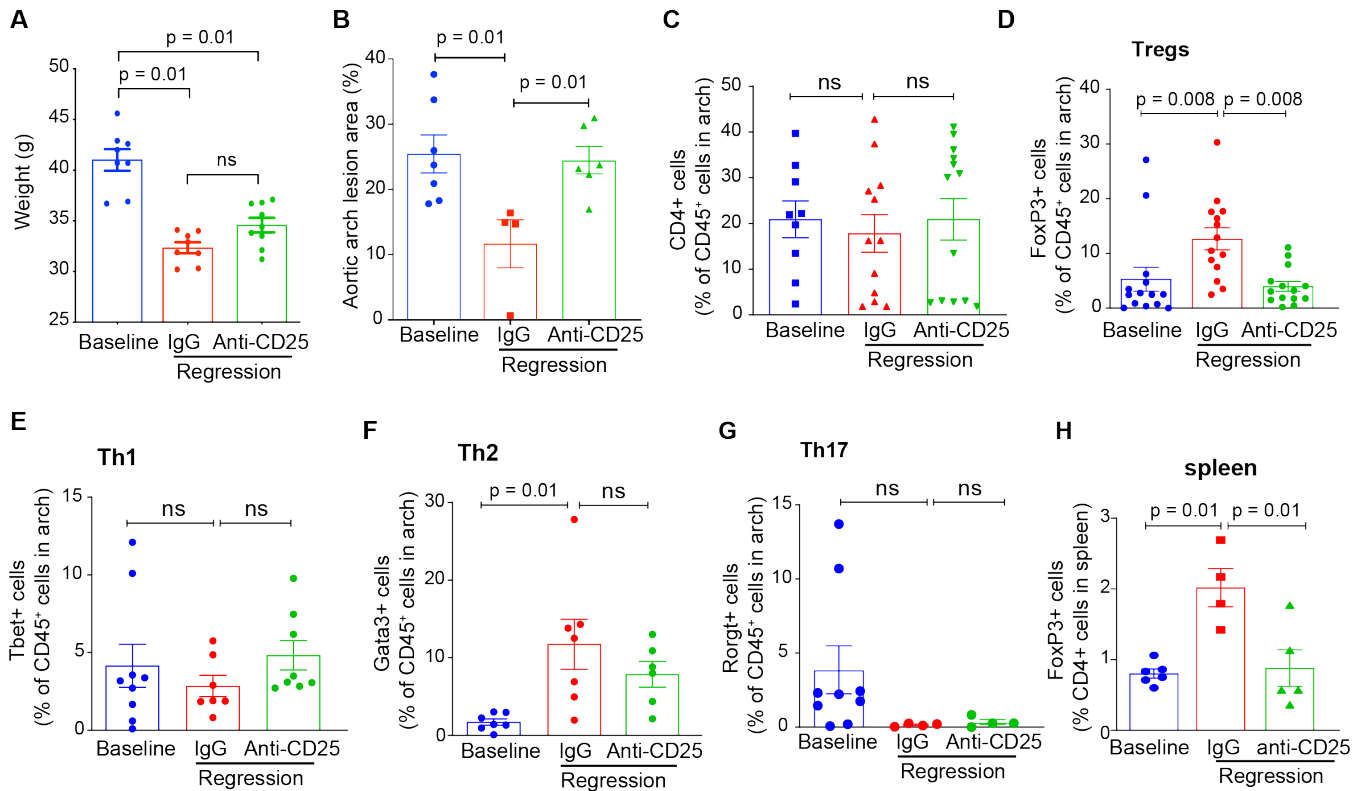 A
p = 0.01
p = 0.01
ns
Weight (g)
50
45
40
35
30
25
Baseline IgG Anti-CD25
Regression
B
p = 0.01
p = 0.01
Aortic arch lesion area (%)
40
30
20
10
0
Baseline IgG Anti-CD25
Regression
C
ns ns
CD4+ cells
(% of CD45⁺ cells in arch)
50
40
30
20
10
0
Baseline IgG Anti-CD25
Regression
D
Tregs
p = 0.008 p = 0.008
FoxP3+ cells
(% of CD45⁺ cells in arch)
40
30
20
10
0
Baseline IgG Anti-CD25
Regression
E
Th1
ns ns
Tbet+ cells
(% of CD45⁺ cells in arch)
15
10
5
0
Baseline IgG Anti-CD25
Regression
F
Th2
p = 0.01 ns
Gata3+ cells
(% of CD45⁺ cells in arch)
30
20
10
0
Baseline IgG Anti-CD25
Regression
G
Th17
ns ns
Rorgt+ cells
(% of CD45⁺ cells in arch)
15
10
5
0
Baseline IgG Anti-CD25
Regression
H
spleen
p = 0.01 p = 0.01
FoxP3+ cells
(% CD4+ cells in spleen)
3
2
1
0
Baseline IgG anti-CD25
Regression